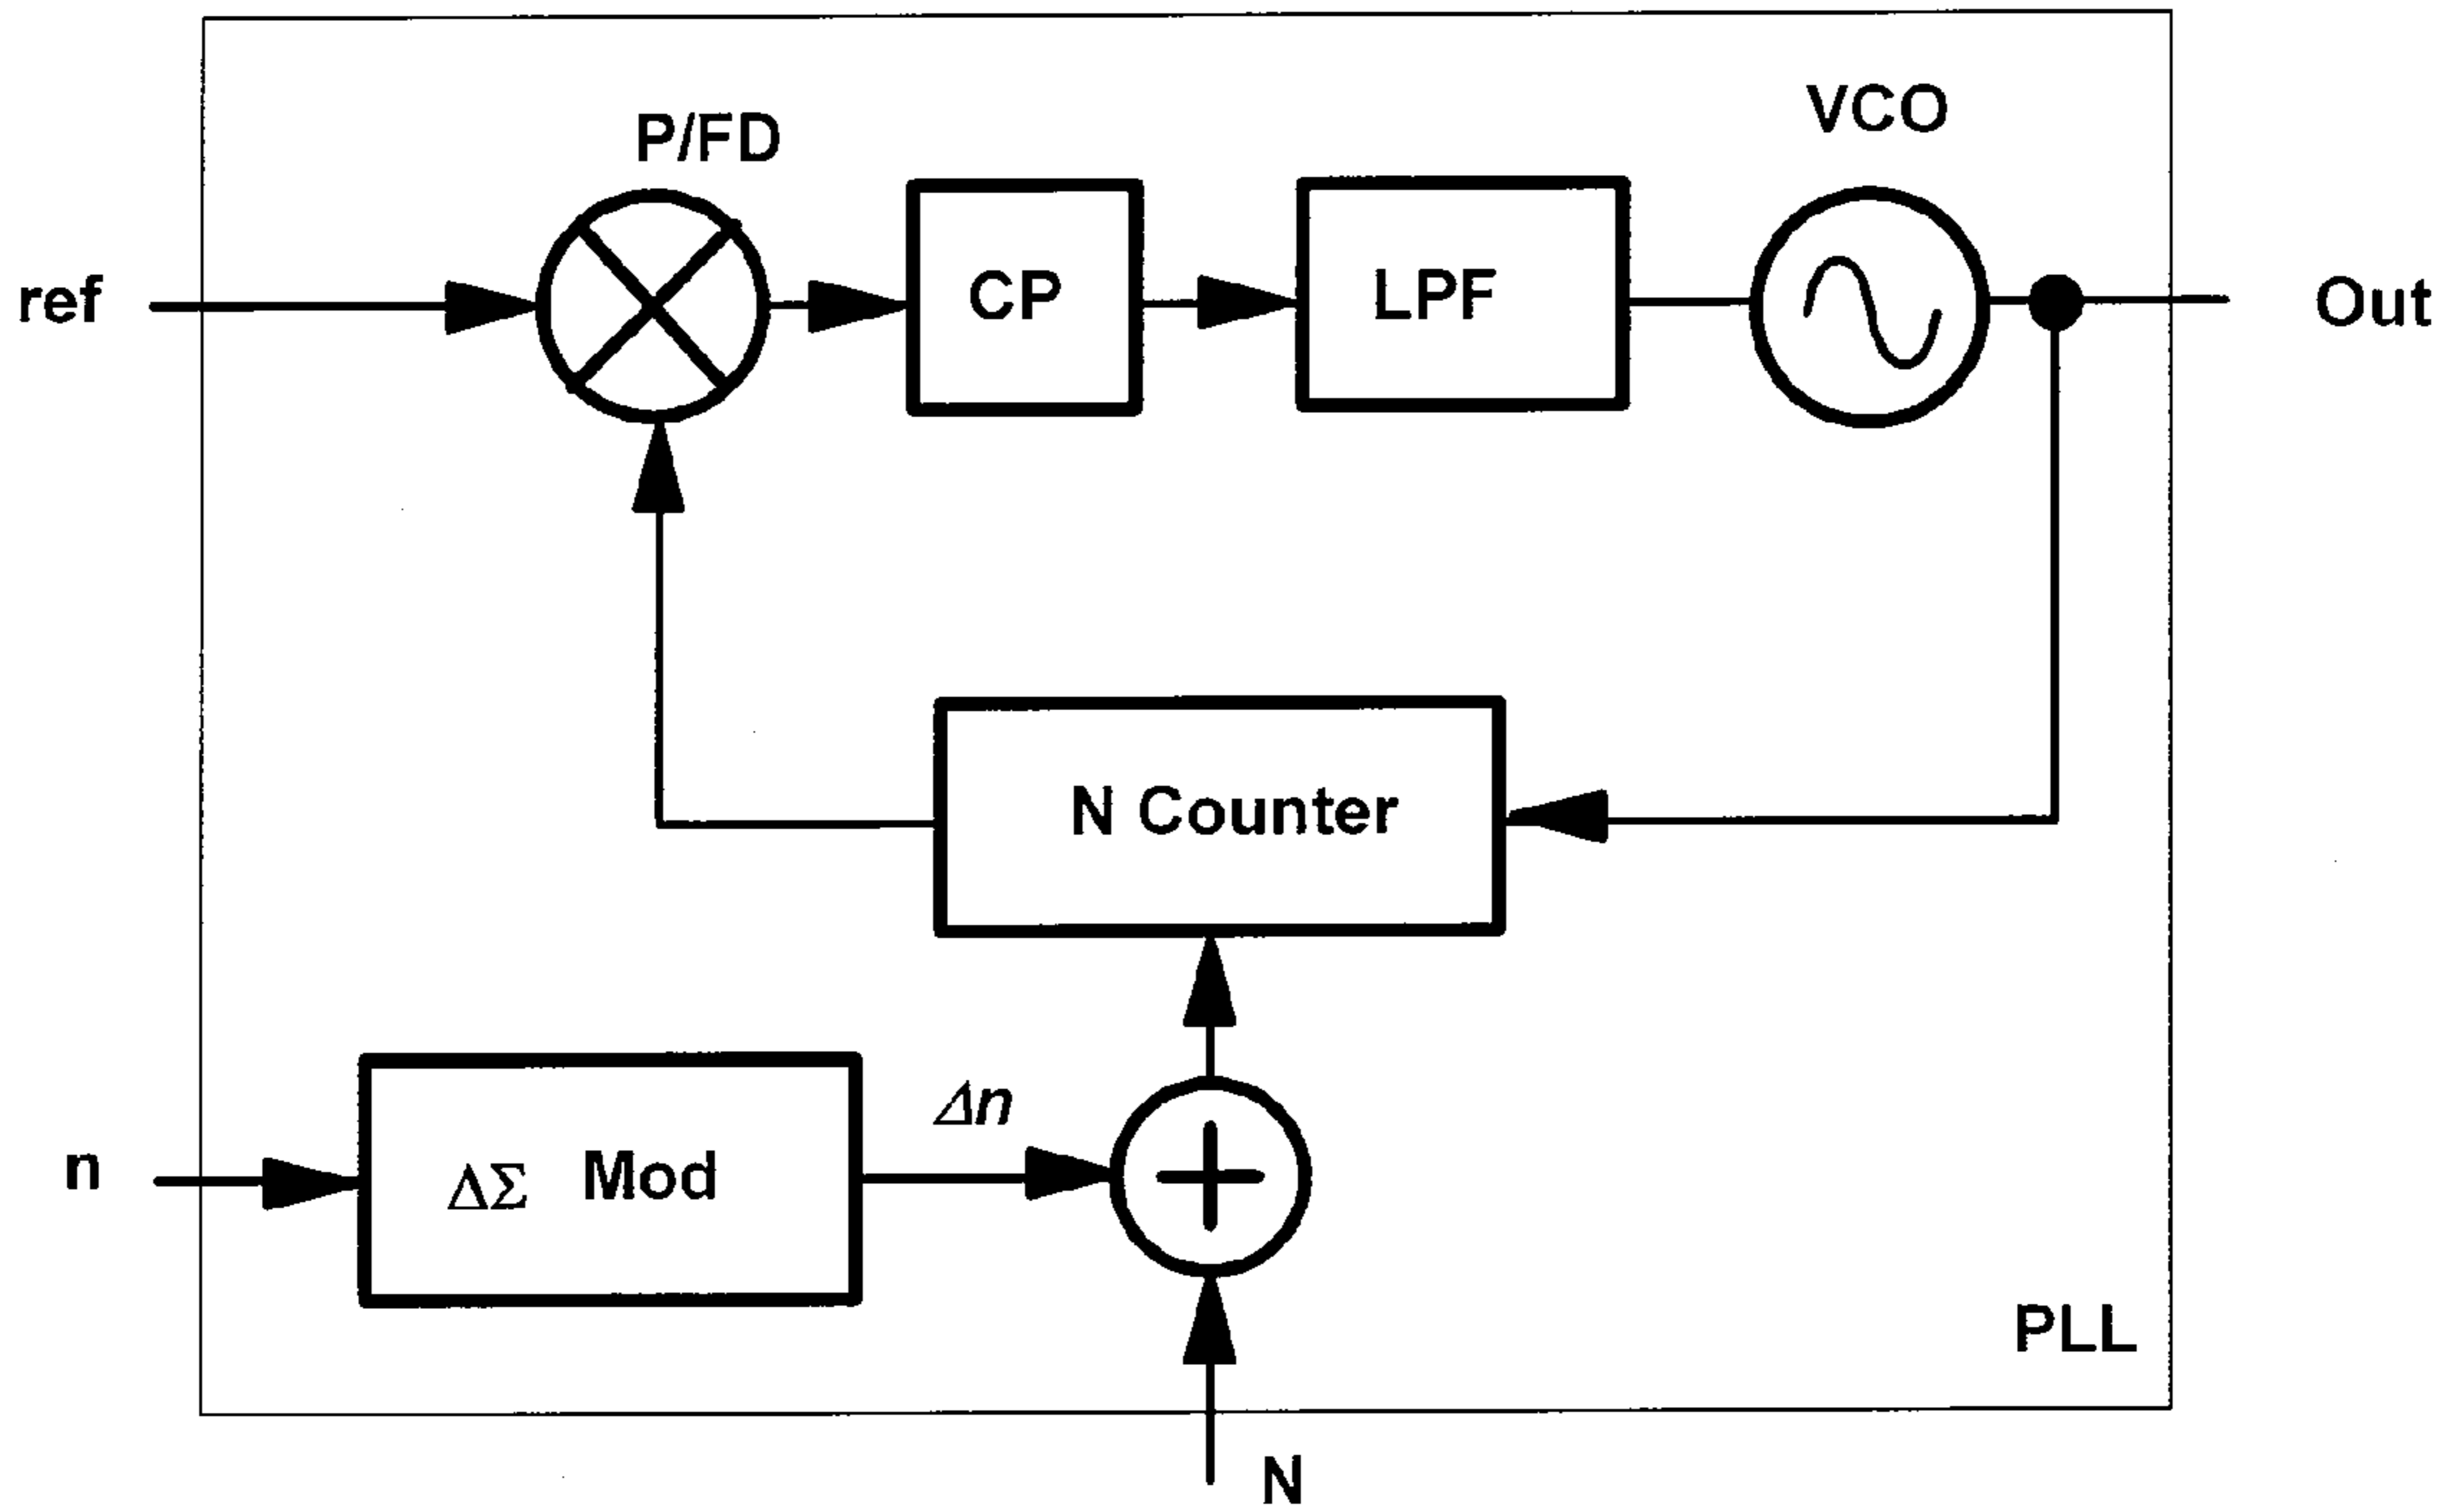 VCO
P/FD
ref
CP
LPF
Out
N Counter
Δn
n
ΔΣ Mod
PLL
N